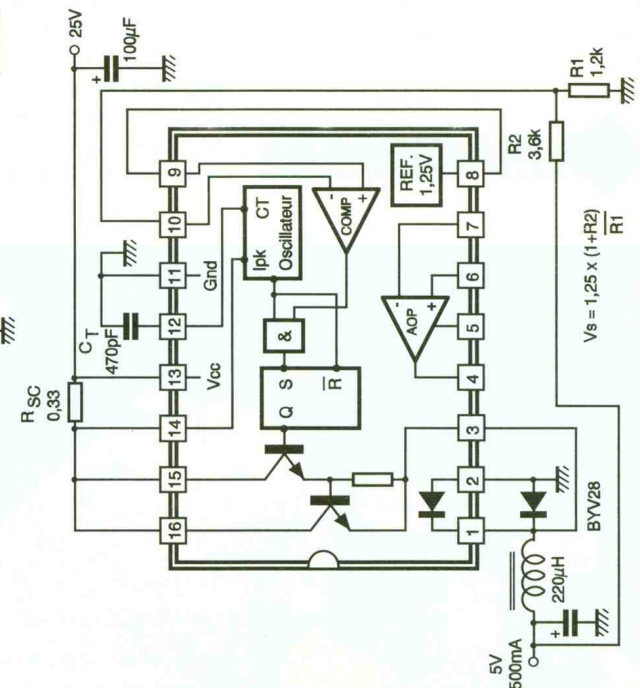 25V
+
100µF
R SC
0,33
C T
470pF
Gnd
Vcc
16
15
14
13
12
11
10
9
Ipk
CT
Oscillateur
-
+
COMP
&
Q
S
R
REF.
1,25V
-
+
AOP
1
2
3
4
5
6
7
8
R2
3,6k
R1
1,2k
Vs = 1,25 x (1+R2)
R1
BYV28
220µH
+
5V
500mA